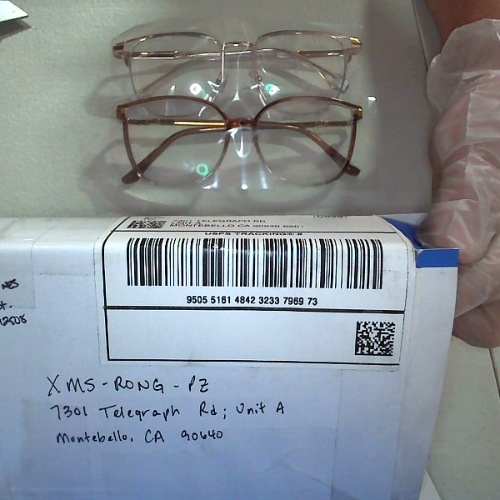 7301 TELEGRAPH RD
MONTEBELLO CA 90640
USPS TRACKING®#
9505 5161 4842 3233 7969 73
XMS-RONG-PZ
7301 Telegraph Rd; Unit A
Montebello, CA 90640